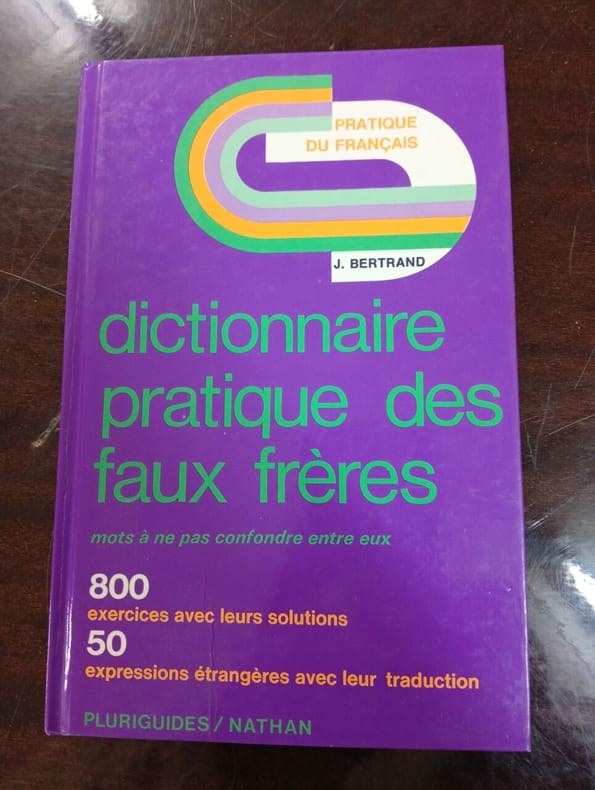 PRATIQUE
DU FRANÇAIS
J. BERTRAND
dictionnaire
pratique des
faux frères
mots à ne pas confondre entre eux
800
exercices avec leurs solutions
50
expressions étrangères avec leur traduction
PLURIGUIDES/NATHAN